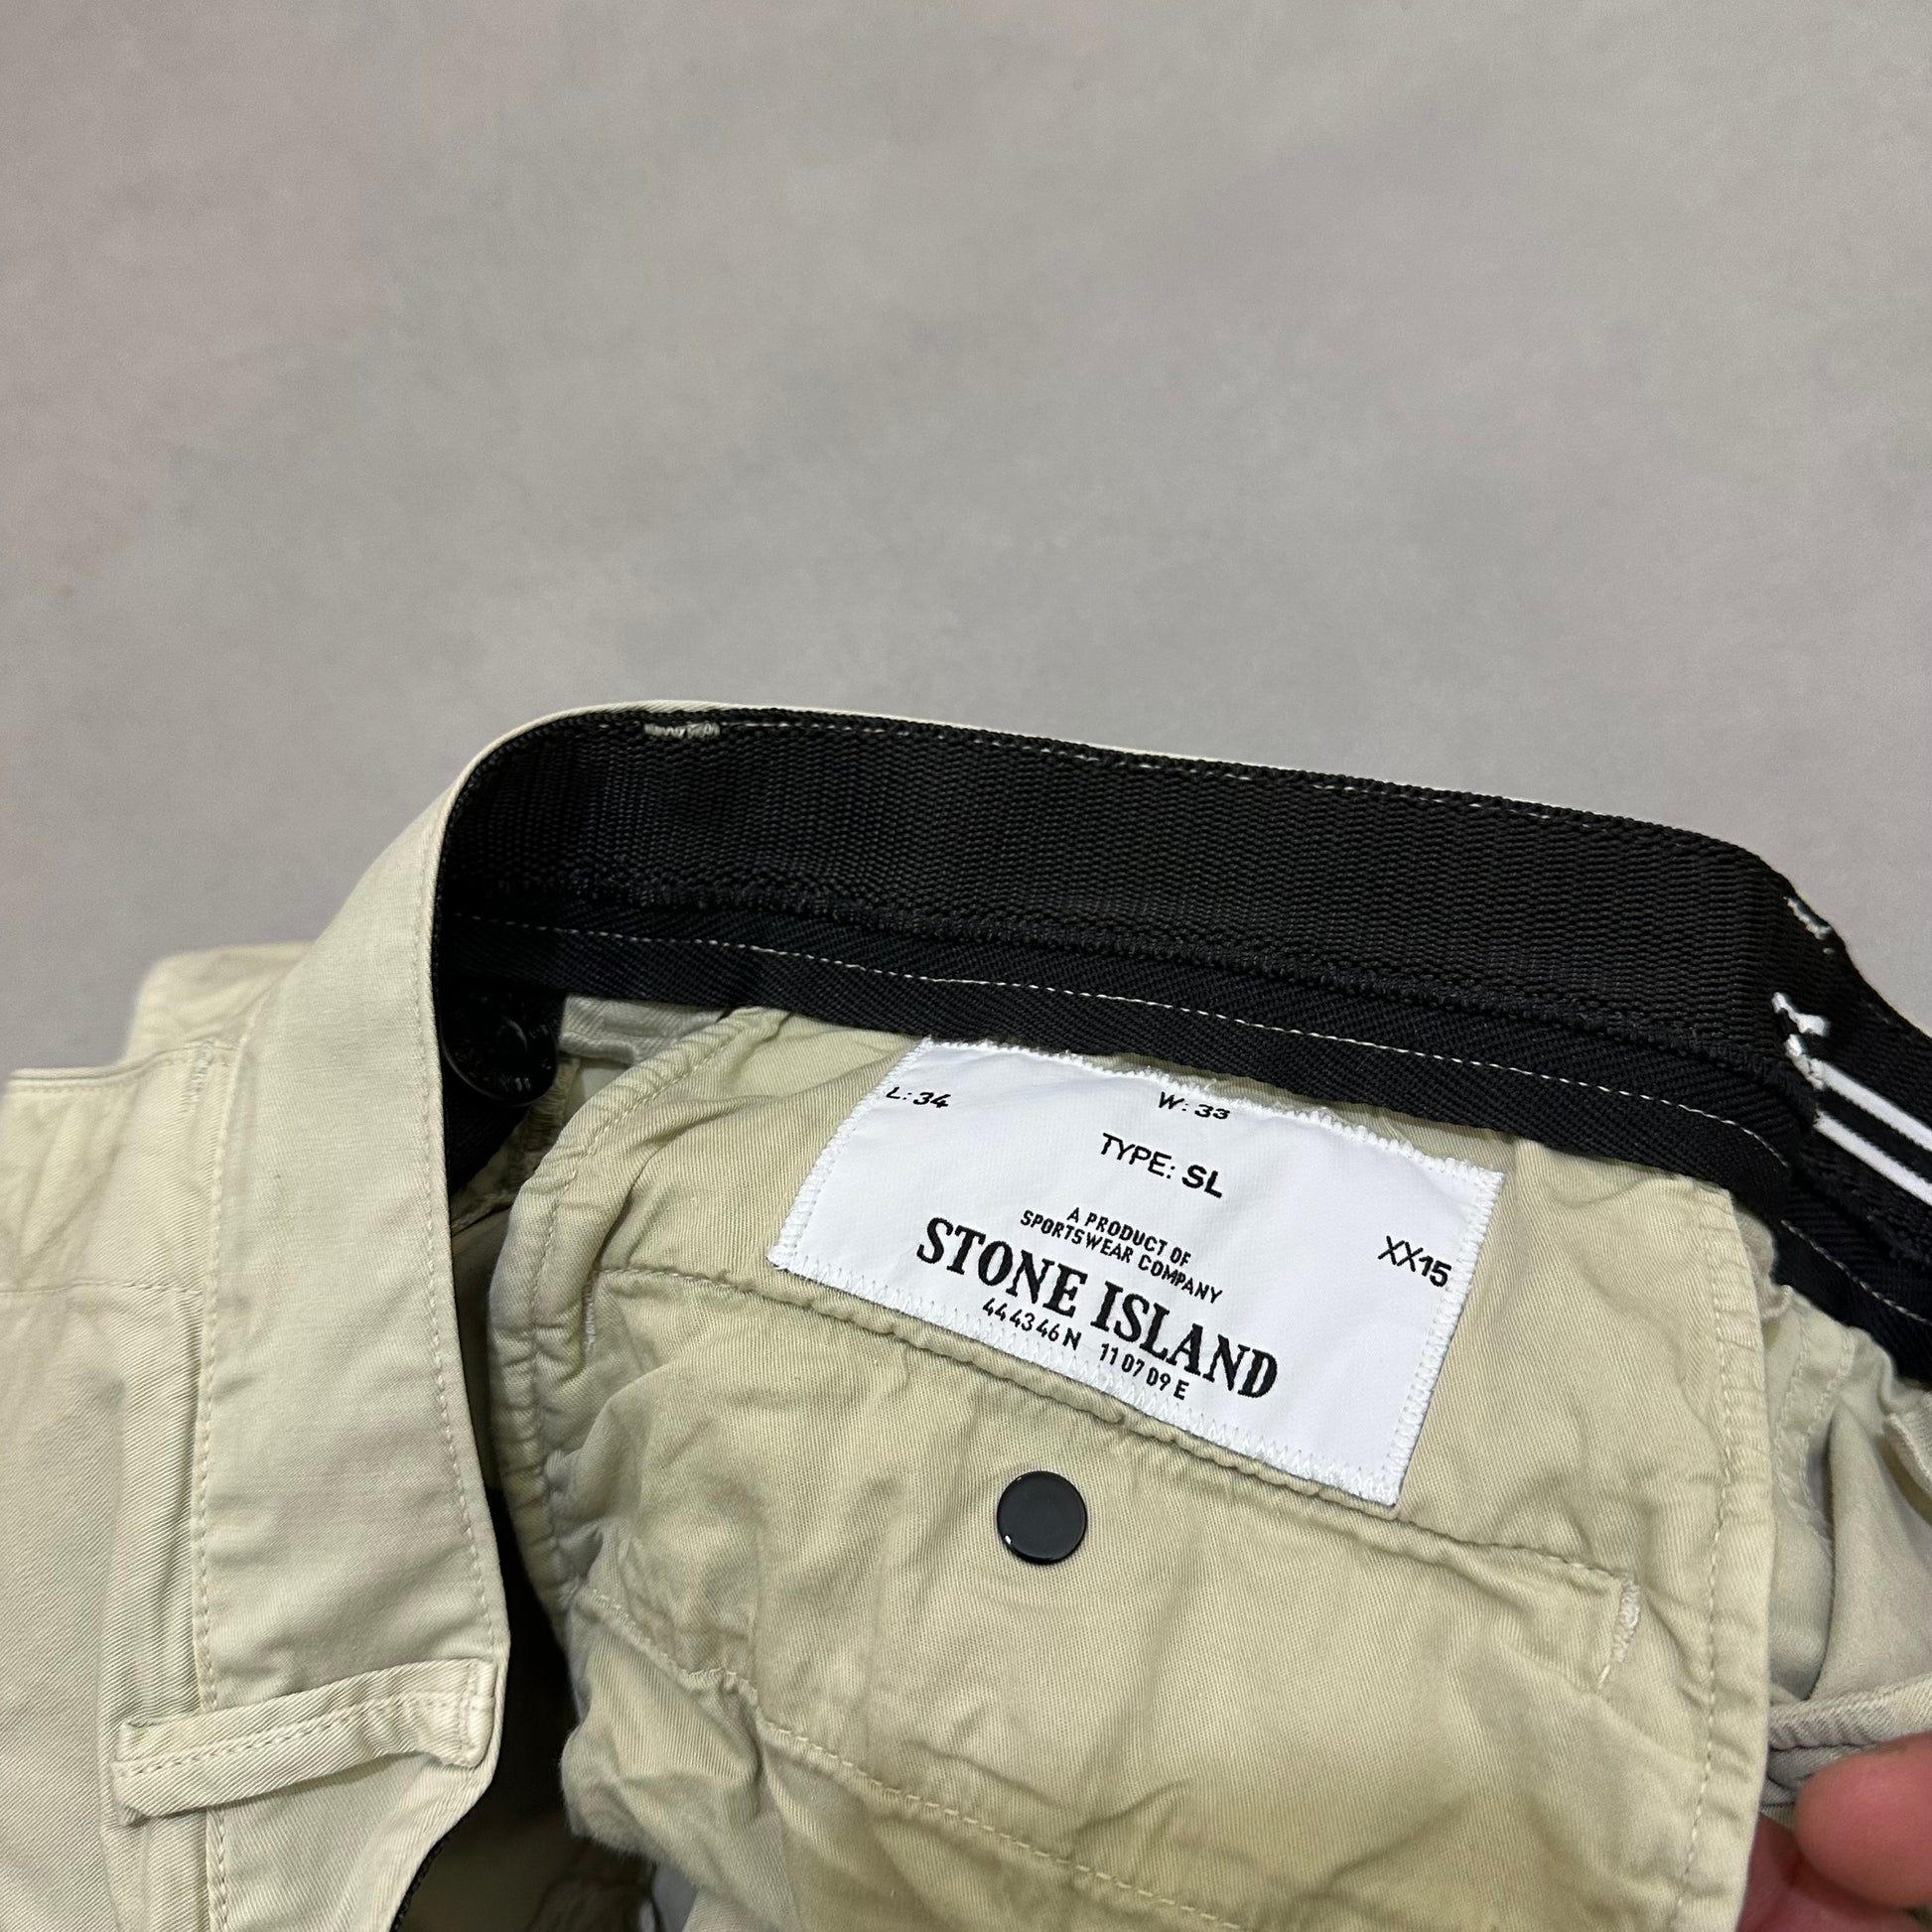 L: 34
W: 33
TYPE: SL
A PRODUCT OF
SPORTSWEAR COMPANY
XX15
STONE ISLAND
44 43 46 N 11 07 09 E